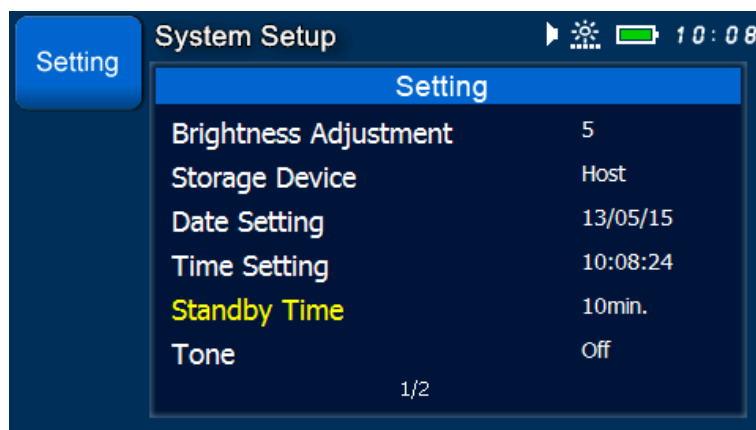 Setting
System Setup
10:08
Setting
Brightness Adjustment 5
Storage Device Host
Date Setting 13/05/15
Time Setting 10:08:24
Standby Time 10min.
Tone Off
1/2